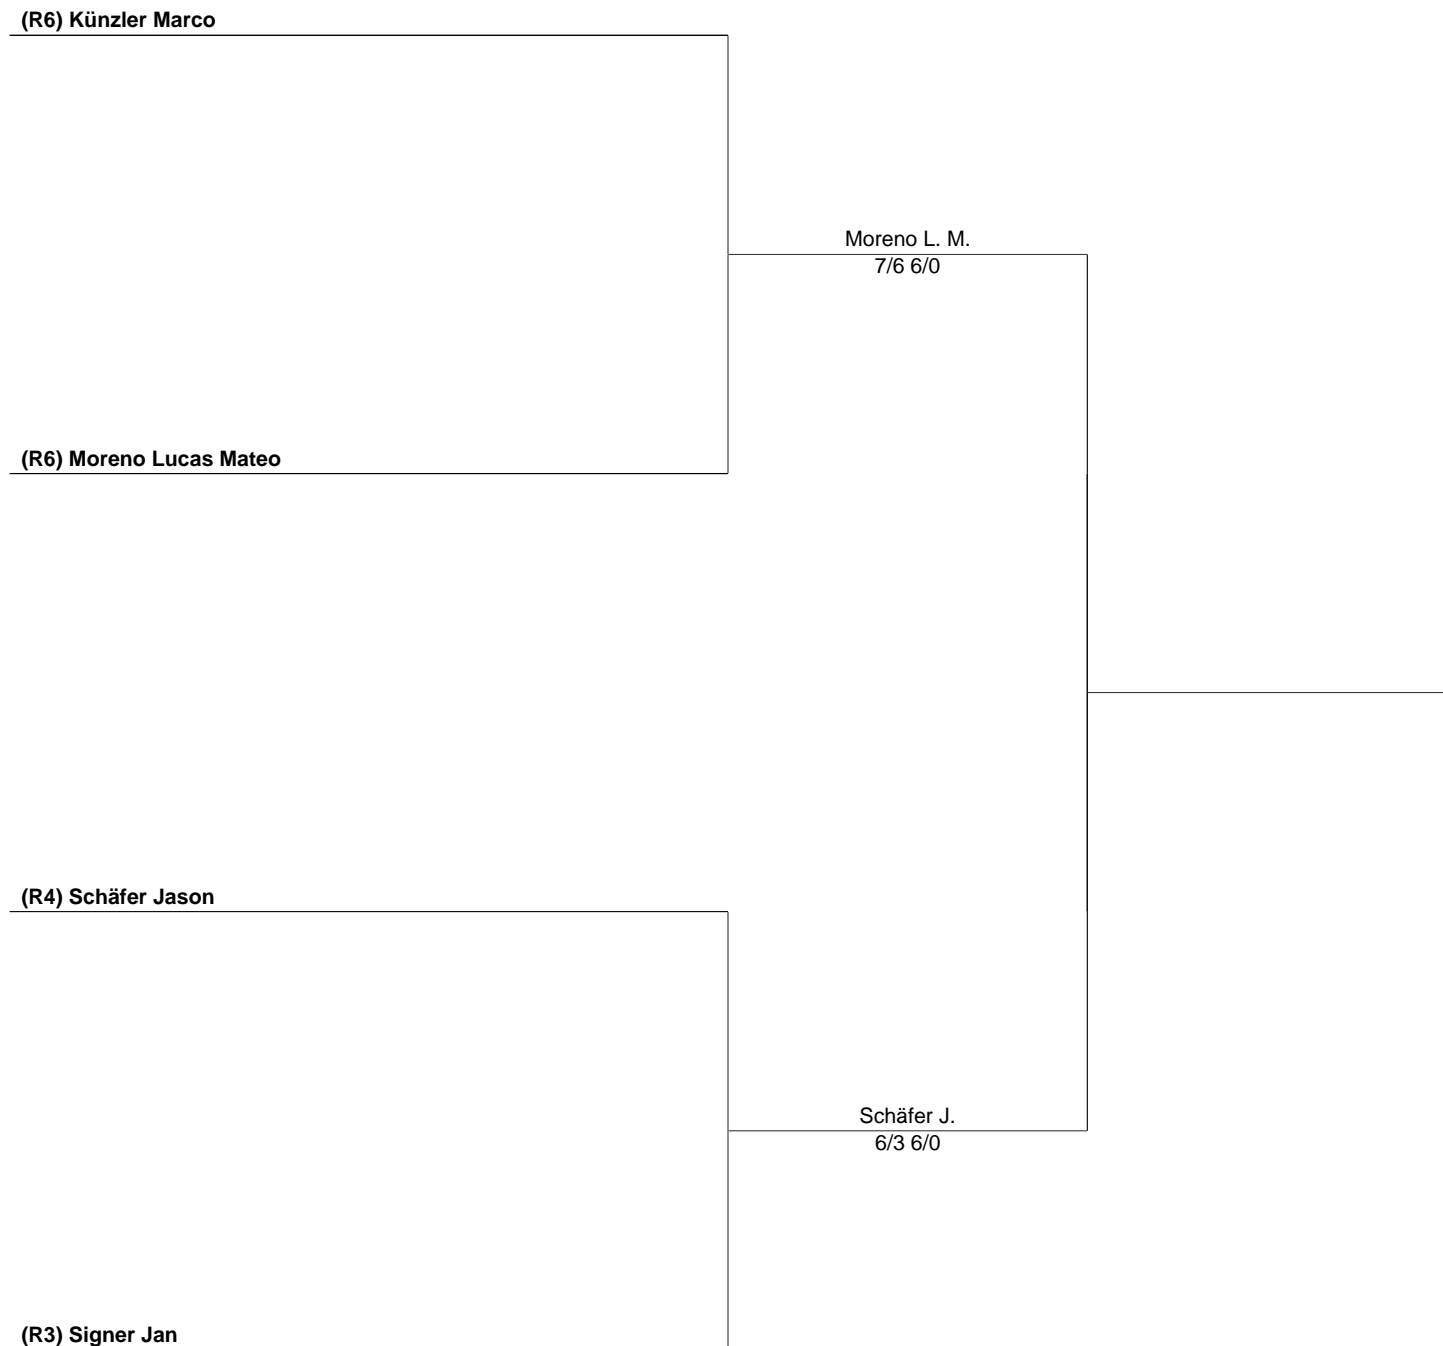 (R6) Künzler Marco
Moreno L. M.
7/6 6/0
(R6) Moreno Lucas Mateo
(R4) Schäfer Jason
Schäfer J.
6/3 6/0
(R3) Signer Jan